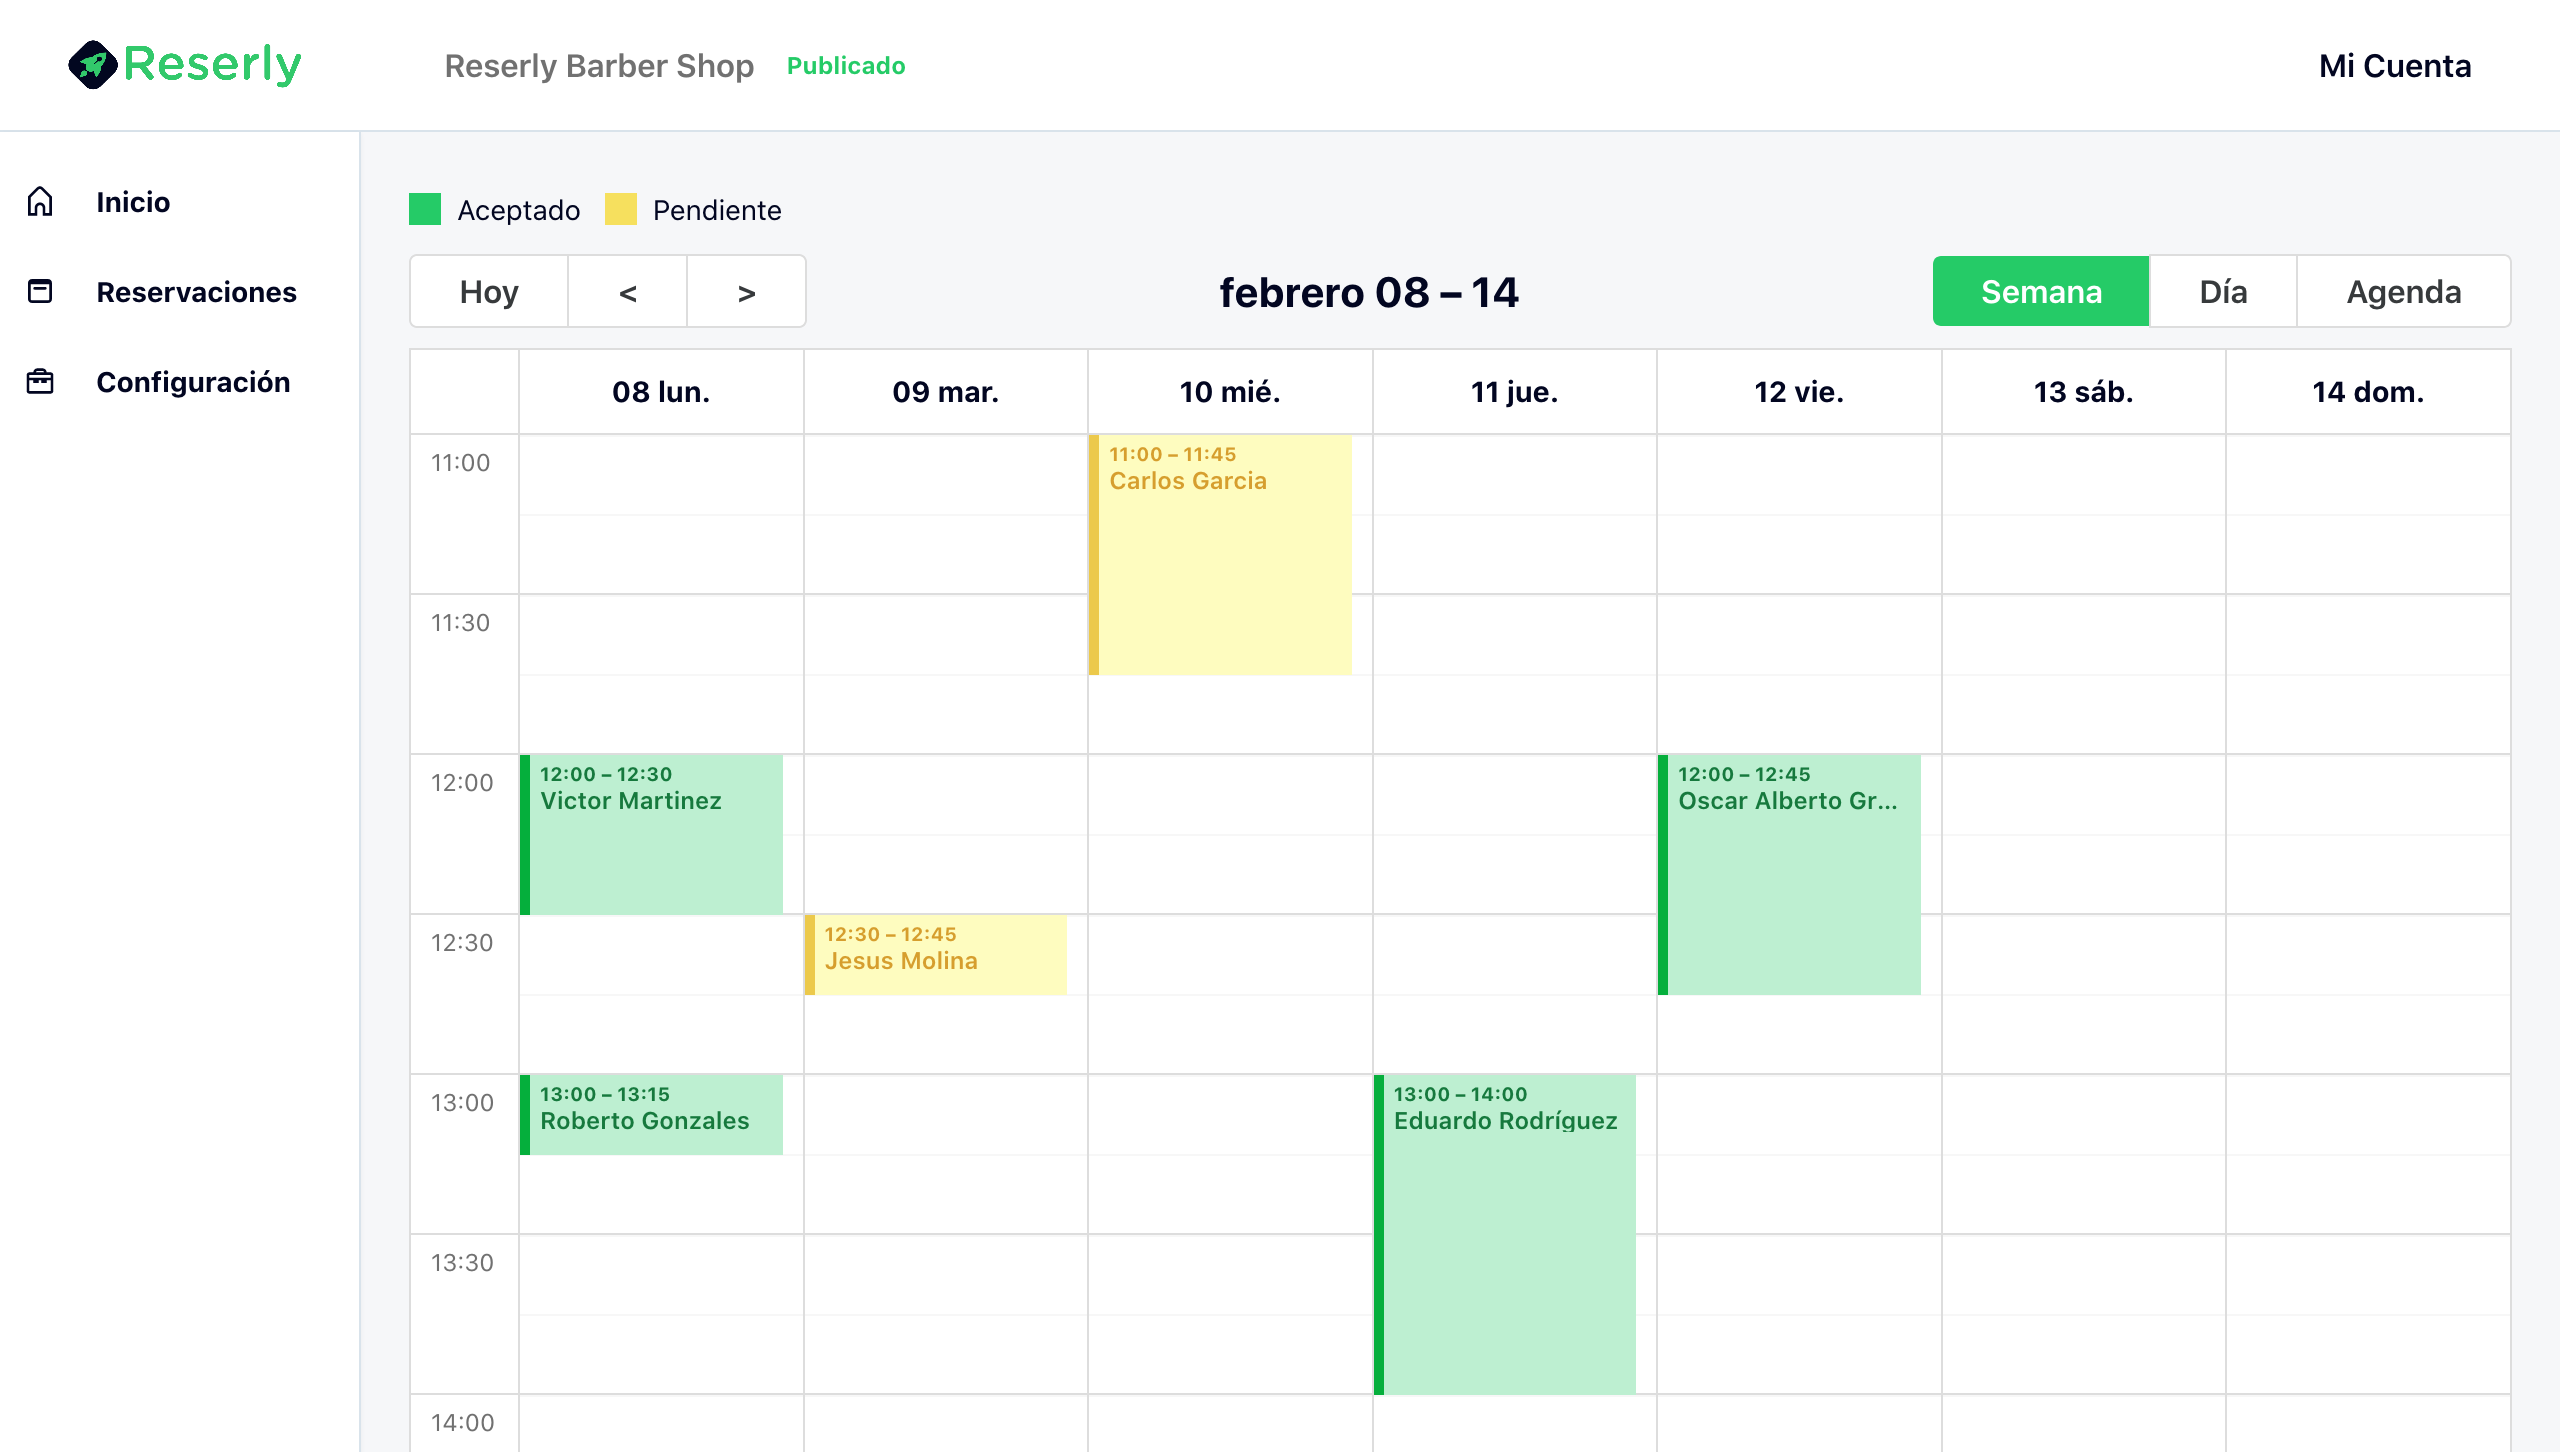 Reserly
Reserly Barber Shop Publicado
Mi Cuenta
Inicio
Reservaciones
Configuración
Aceptado Pendiente
Hoy < >
febrero 08 – 14
Semana Día Agenda
08 lun. 09 mar. 10 mié. 11 jue. 12 vie. 13 sáb. 14 dom.
11:00
11:00 – 11:45
Carlos Garcia
11:30
12:00
12:00 – 12:30
Victor Martinez
12:00 – 12:45
Oscar Alberto Gr...
12:30
12:30 – 12:45
Jesus Molina
13:00
13:00 – 13:15
Roberto Gonzales
13:00 – 14:00
Eduardo Rodríguez
13:30
14:00